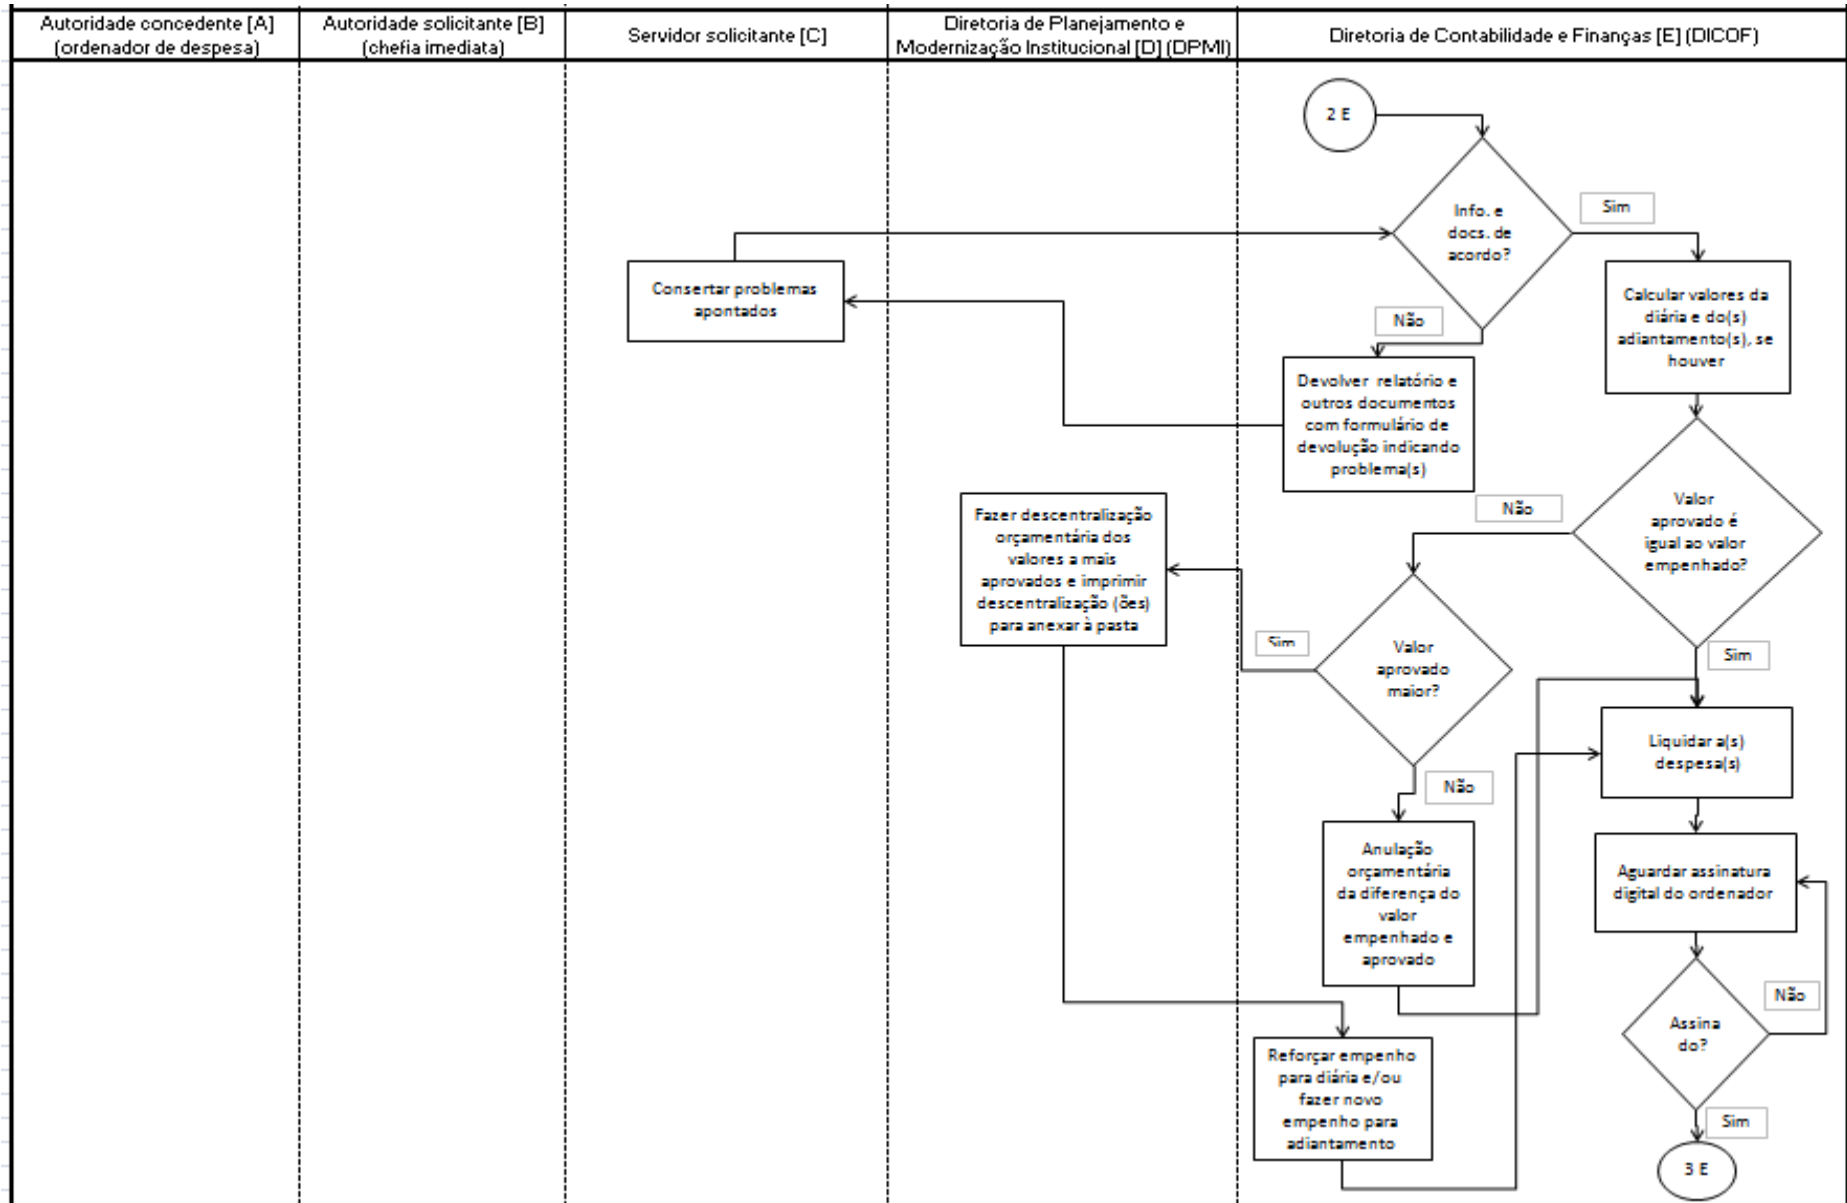 Autoridade concedente [A]
(ordenador de despesa)
Autoridade solicitante [B]
(chefia imediata)
Servidor solicitante [C]
Diretoria de Planejamento e
Modernização Institucional [D] (DPMI)
Diretoria de Contabilidade e Finanças [E] (DICOF)
2 E
Info. e
docs. de
acordo?
Sim
Consertar problemas
apontados
Não
Calcular valores da
diária e do(s)
adiantamento(s), se
houver
Devolver relatório e
outros documentos
com formulário de
devolução indicando
problema(s)
Valor
aprovado é
igual ao valor
empenhado?
Não
Fazer descentralização
orçamentária dos
valores a mais
aprovados e imprimir
descentralização (ões)
para anexar à pasta
Sim
Valor
aprovado
maior?
Sim
Liquidar a(s)
despesa(s)
Não
Anulação
orçamentária
da diferença do
valor
empenhado e
aprovado
Aguardar assinatura
digital do ordenador
Não
Assina
do?
Reforçar empenho
para diária e/ou
fazer novo
empenho para
adiantamento
Sim
3 E